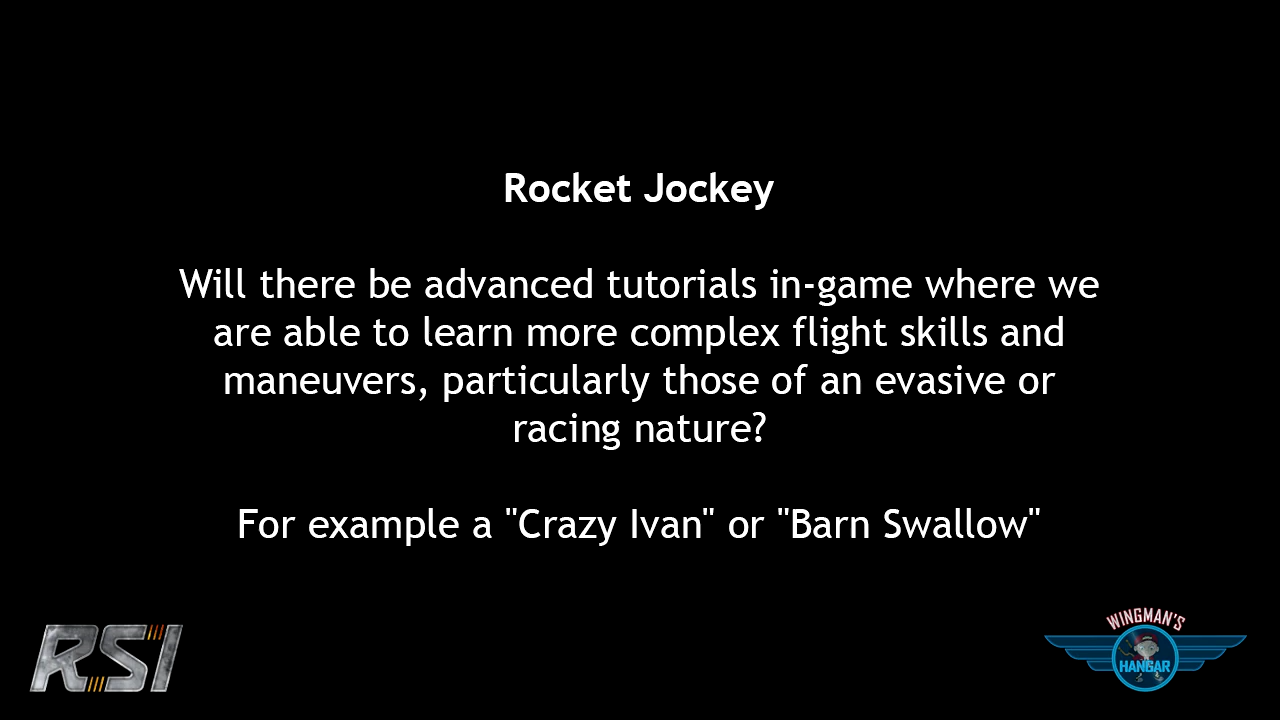 Rocket Jockey
Will there be advanced tutorials in-game where we
are able to learn more complex flight skills and
maneuvers, particularly those of an evasive or
racing nature?
For example a "Crazy Ivan" or "Barn Swallow"
RSI
WINGMAN'S
HANGAR